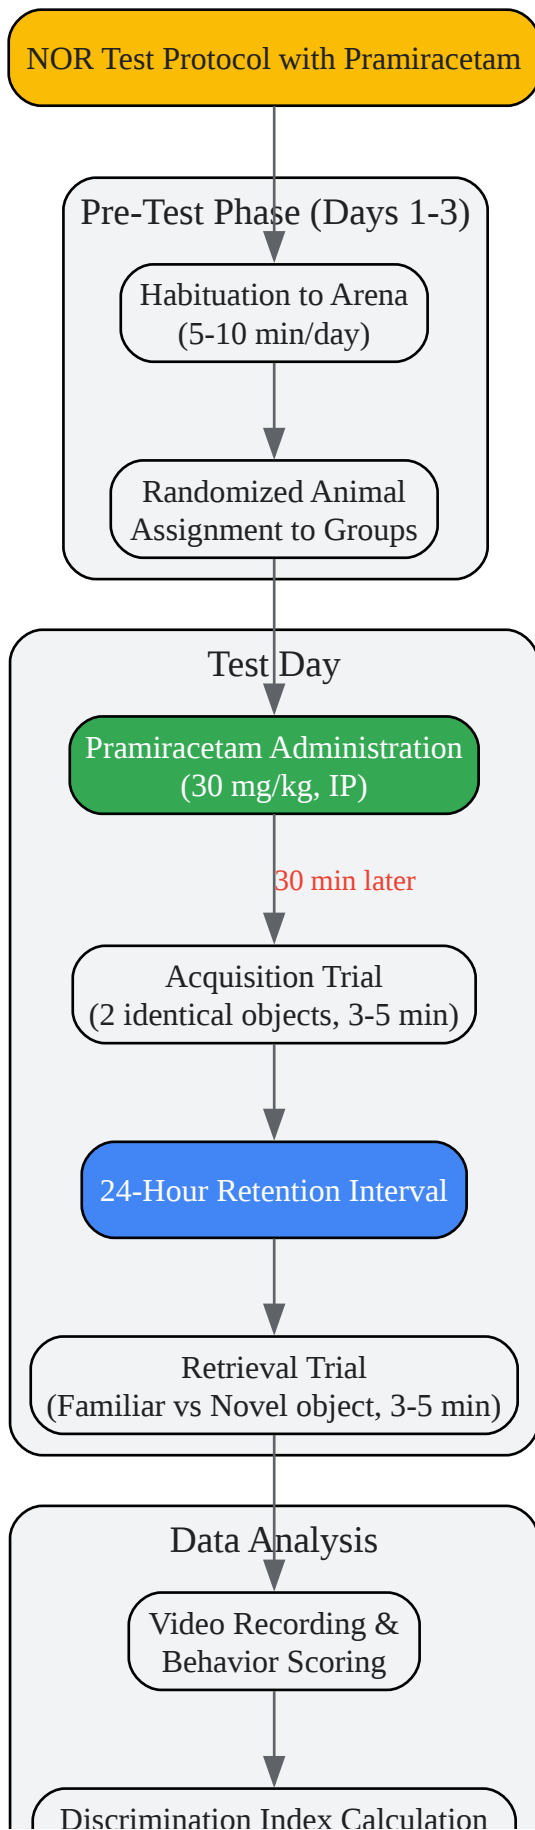 NOR Test Protocol with Pramiracetam
Pre-Test Phase (Days 1-3)
Habituation to Arena
(5-10 min/day)
Randomized Animal
Assignment to Groups
Test Day
Pramiracetam Administration
(30 mg/kg, IP)
30 min later
Acquisition Trial
(2 identical objects, 3-5 min)
24-Hour Retention Interval
Retrieval Trial
(Familiar vs Novel object, 3-5 min)
Data Analysis
Video Recording &
Behavior Scoring
Discrimination Index Calculation